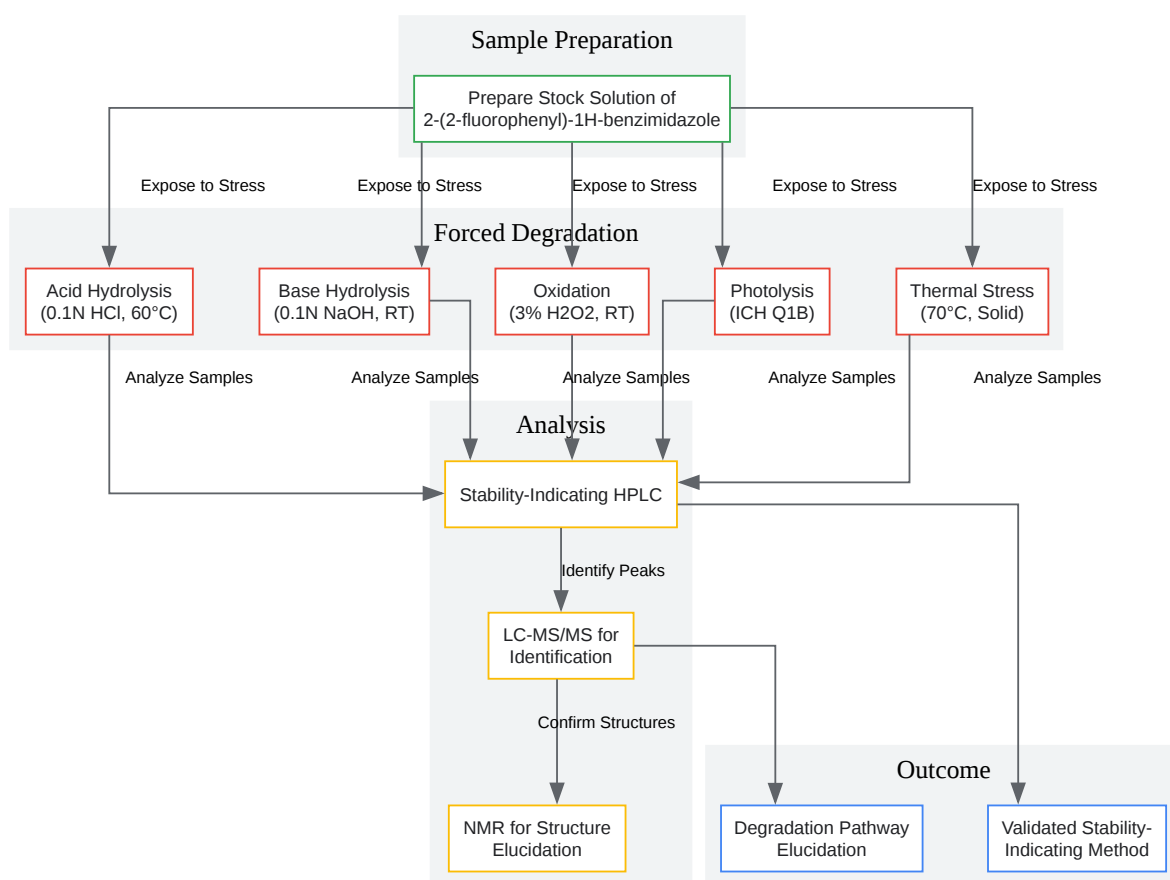 Sample Preparation
Prepare Stock Solution of
2-(2-fluorophenyl)-1H-benzimidazole
Expose to Stress
Expose to Stress
Expose to Stress
Expose to Stress
Expose to Stress
Forced Degradation
Acid Hydrolysis
(0.1N HCl, 60°C)
Base Hydrolysis
(0.1N NaOH, RT)
Oxidation
(3% H2O2, RT)
Photolysis
(ICH Q1B)
Thermal Stress
(70°C, Solid)
Analyze Samples
Analyze Samples
Analyze Samples
Analyze Samples
Analyze Samples
Analysis
Stability-Indicating HPLC
Identify Peaks
LC-MS/MS for
Identification
Confirm Structures
NMR for Structure
Elucidation
Outcome
Degradation Pathway
Elucidation
Validated Stability-
Indicating Method